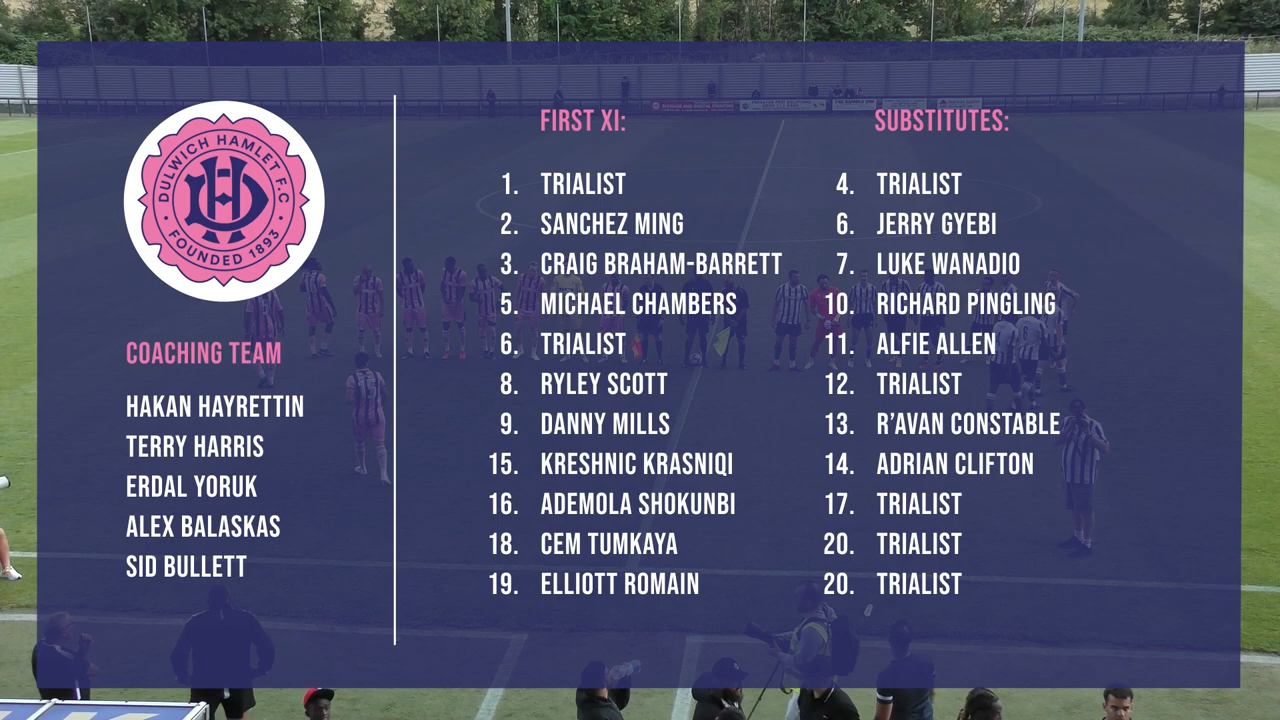 DULWICH HAMLET F.C
FOUNDED 1893
COACHING TEAM
HAKAN HAYRETTIN
TERRY HARRIS
ERDAL YORUK
ALEX BALASKAS
SID BULLETT
FIRST XI:
1. TRIALIST
2. SANCHEZ MING
3. CRAIG BRAHAM-BARRETT
5. MICHAEL CHAMBERS
6. TRIALIST
8. RYLEY SCOTT
9. DANNY MILLS
15. KRESHNIC KRASNIQI
16. ADEMOLA SHOKUNBI
18. CEM TUMKAYA
19. ELLIOTT ROMAIN
SUBSTITUTES:
4. TRIALIST
6. JERRY GYEBI
7. LUKE WANADIO
10. RICHARD PINGLING
11. ALFIE ALLEN
12. TRIALIST
13. R'AVAN CONSTABLE
14. ADRIAN CLIFTON
17. TRIALIST
20. TRIALIST
20. TRIALIST